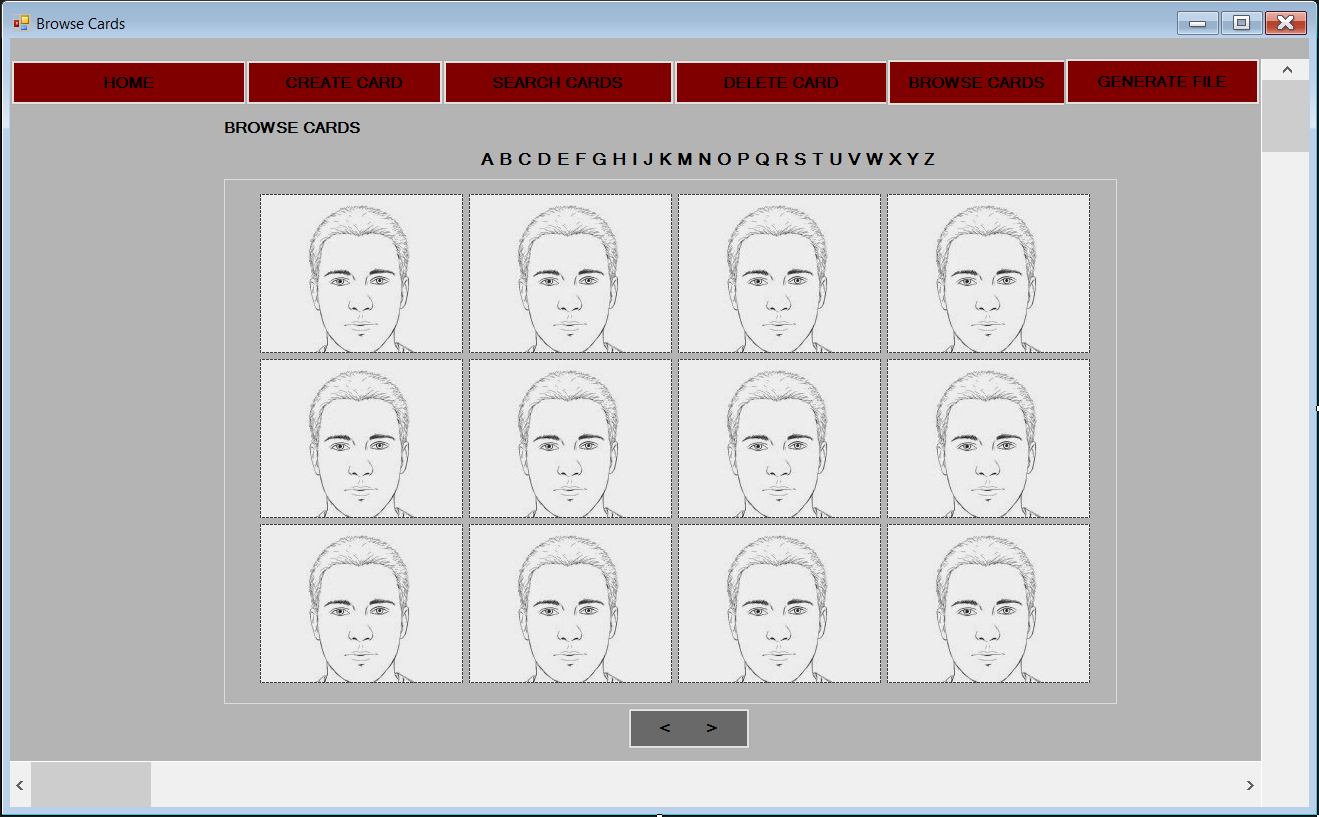 Browse Cards
HOME CREATE CARD SEARCH CARDS DELETE CARD BROWSE CARDS GENERATE FILE
BROWSE CARDS
A B C D E F G H I J K M N O P Q R S T U V W X Y Z
< >